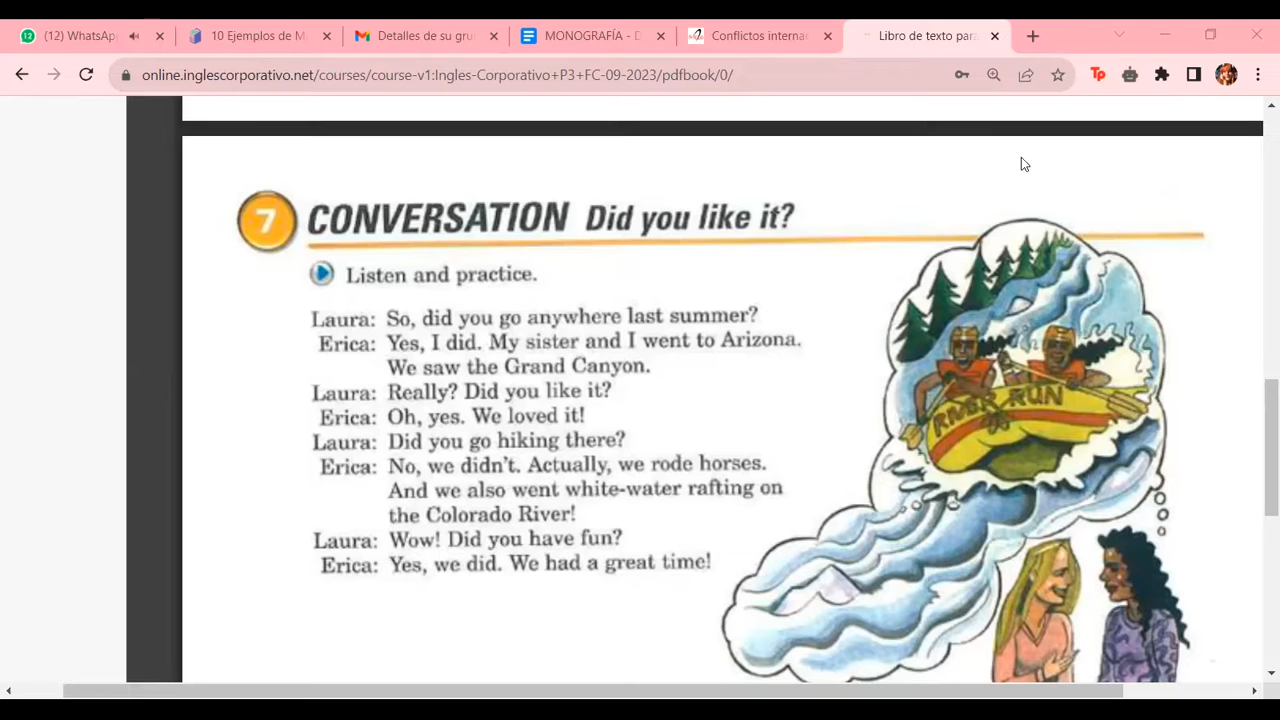 (12) WhatsAp
10 Ejemplos de M
Detalles de su gru
MONOGRAFÍA - D
Conflictos interna
Libro de texto para
online.inglescorporativo.net/courses/course-v1:Ingles-Corporativo+P3+FC-09-2023/pdfbook/0/
7 CONVERSATION Did you like it?
Listen and practice.
Laura: So, did you go anywhere last summer?
Erica: Yes, I did. My sister and I went to Arizona.
We saw the Grand Canyon.
Laura: Really? Did you like it?
Erica: Oh, yes. We loved it!
Laura: Did you go hiking there?
Erica: No, we didn't. Actually, we rode horses.
And we also went white-water rafting on
the Colorado River!
Laura: Wow! Did you have fun?
Erica: Yes, we did. We had a great time!
RIVER RUN